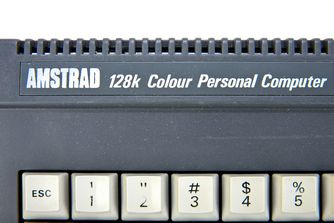 AMSTRAD 128k Colour Personal Computer
ESC ! " # $ %
1 2 3 4 5